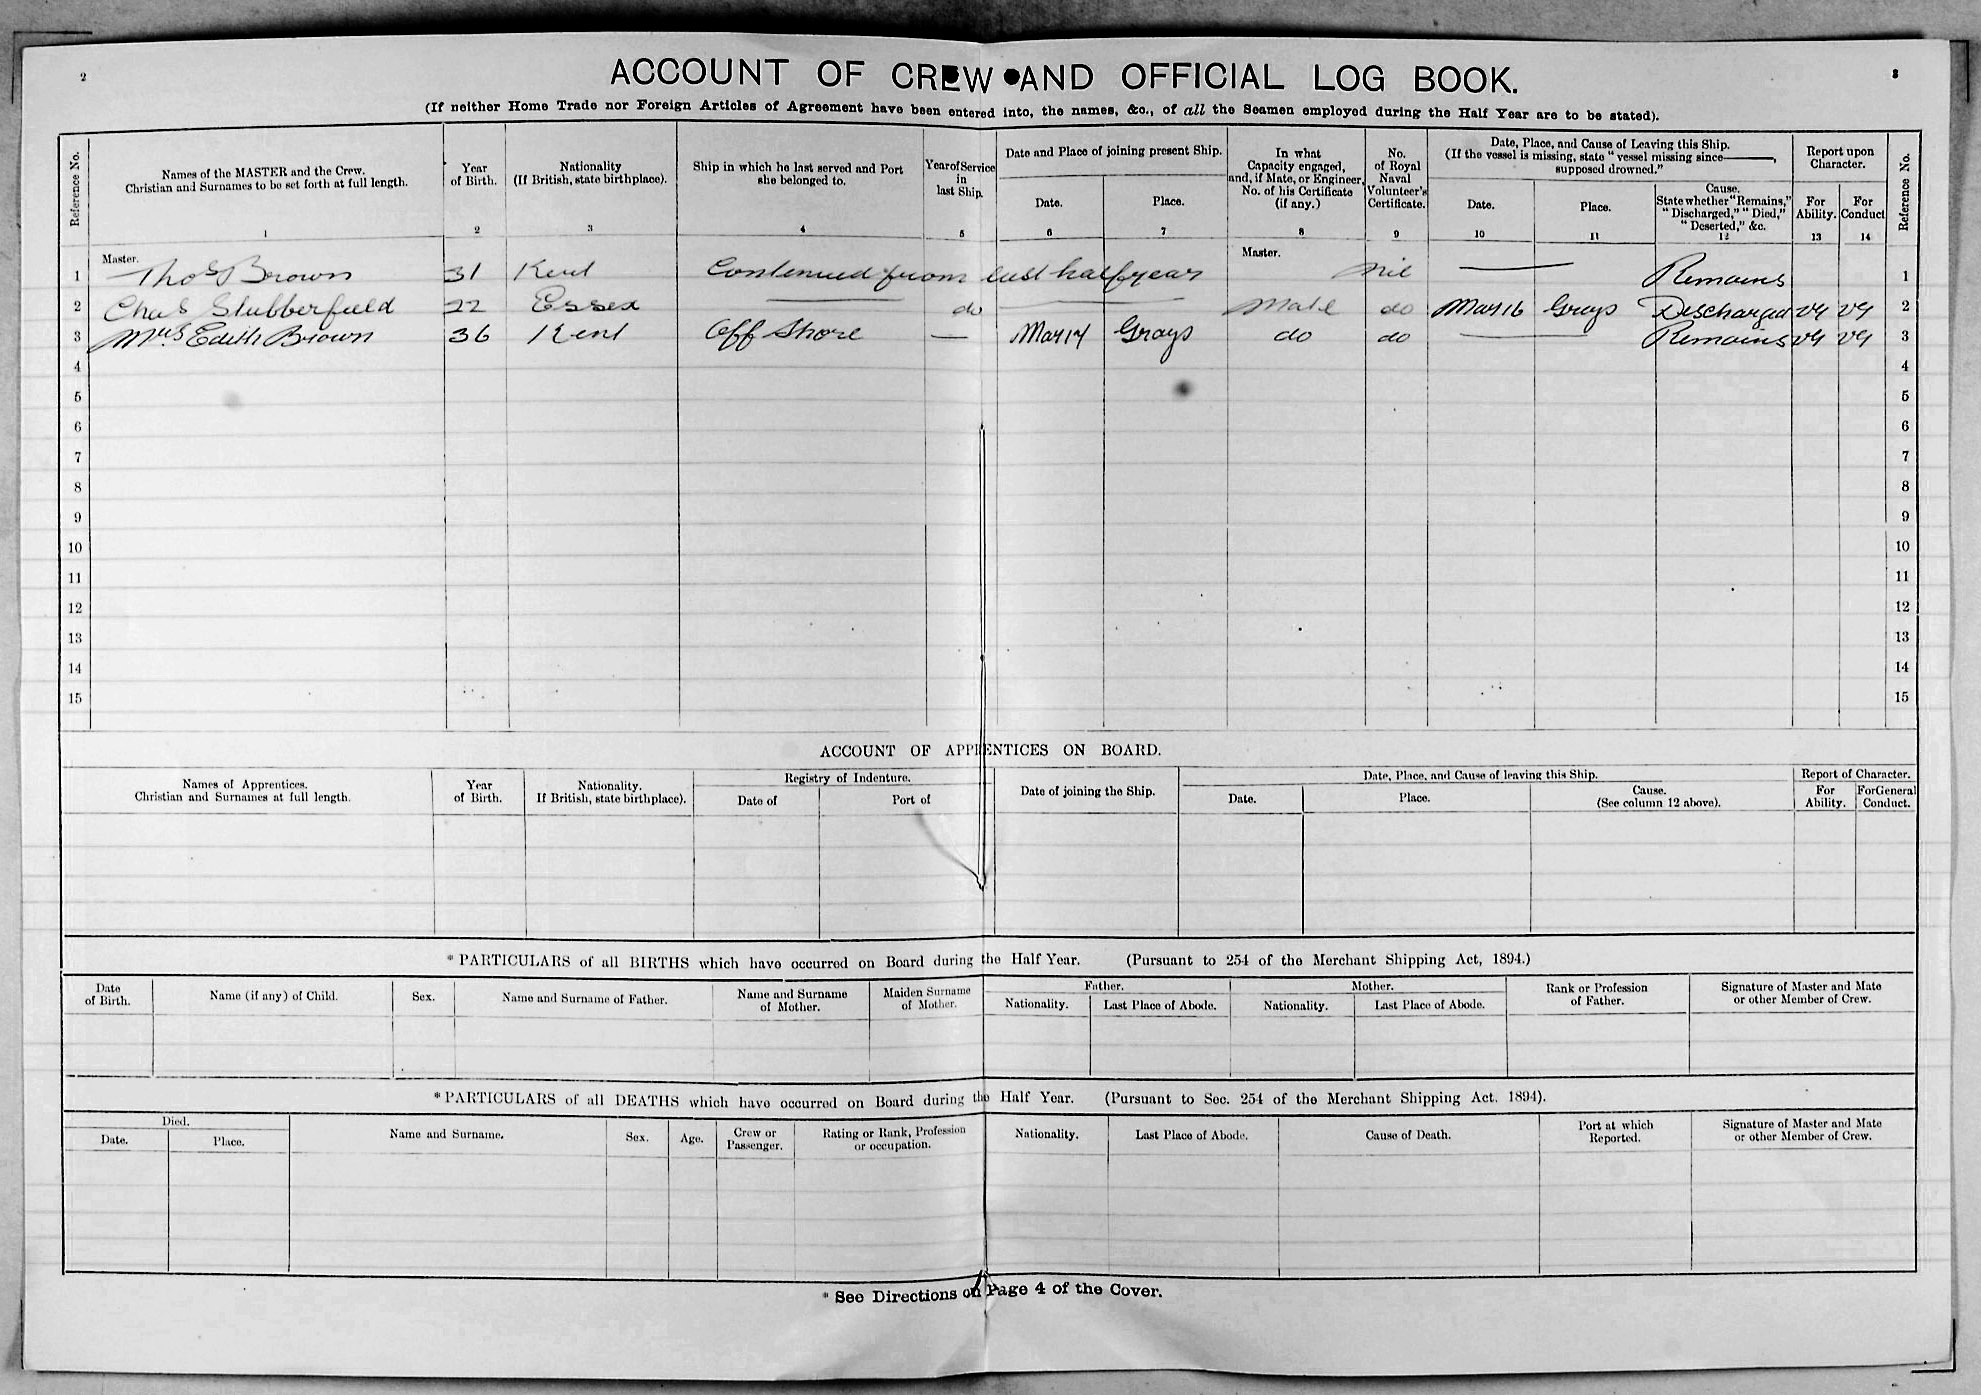 2
3
ACCOUNT OF CREW AND OFFICIAL LOG BOOK.
(If neither Home Trade nor Foreign Articles of Agreement have been entered into, the names, &c., of all the Seamen employed during the Half Year are to be stated).
Reference No.
Names of the MASTER and the Crew.
Christian and Surnames to be set forth at full length.
1
Year
of Birth.
2
Nationality
(If British, state birthplace).
3
Ship in which he last served and Port
she belonged to.
4
Year of Service
in
last Ship.
5
Date and Place of joining present Ship.
Date.
6
Place.
7
In what
Capacity engaged,
and, if Mate, or Engineer,
No. of his Certificate
(if any.)
8
No.
of Royal
Naval
Volunteer's
Certificate.
9
Date, Place, and Cause of Leaving this Ship.
(If the vessel is missing, state "vessel missing since———,
supposed drowned."
Date.
10
Place.
11
Cause.
State whether "Remains,"
"Discharged," "Died,"
"Deserted," &c.
12
Report upon
Character.
For
Ability.
13
For
Conduct
14
Reference No.
Master.
Master.
1 Thos Brown 31 Kent Continued from last half year nil — Remains 1
2 Chas Stubberfield 22 Essex — do — Mate do May 16 Grays Discharged VG VG 2
3 Mrs Edith Brown 36 Kent Off Shore — May 17 Grays do do — Remains VG VG 3
4 4
5 5
6 6
7 7
8 8
9 9
10 10
11 11
12 12
13 13
14 14
15 15
ACCOUNT OF APPRENTICES ON BOARD.
Names of Apprentices.
Christian and Surnames at full length.
Year
of Birth.
Nationality.
If British, state birthplace).
Registry of Indenture.
Date of
Port of
Date of joining the Ship.
Date, Place, and Cause of leaving this Ship.
Date.
Place.
Cause.
(See column 12 above).
Report of Character.
For
Ability.
For General
Conduct.
* PARTICULARS of all BIRTHS which have occurred on Board during the Half Year. (Pursuant to 254 of the Merchant Shipping Act, 1894.)
Date
of Birth.
Name (if any) of Child.
Sex.
Name and Surname of Father.
Name and Surname
of Mother.
Maiden Surname
of Mother.
Father.
Nationality.
Last Place of Abode.
Mother.
Nationality.
Last Place of Abode.
Rank or Profession
of Father.
Signature of Master and Mate
or other Member of Crew.
* PARTICULARS of all DEATHS which have occurred on Board during the Half Year. (Pursuant to Sec. 254 of the Merchant Shipping Act. 1894).
Died.
Date.
Place.
Name and Surname.
Sex.
Age.
Crew or
Passenger.
Rating or Rank, Profession
or occupation.
Nationality.
Last Place of Abode.
Cause of Death.
Port at which
Reported.
Signature of Master and Mate
or other Member of Crew.
* See Directions on Page 4 of the Cover.